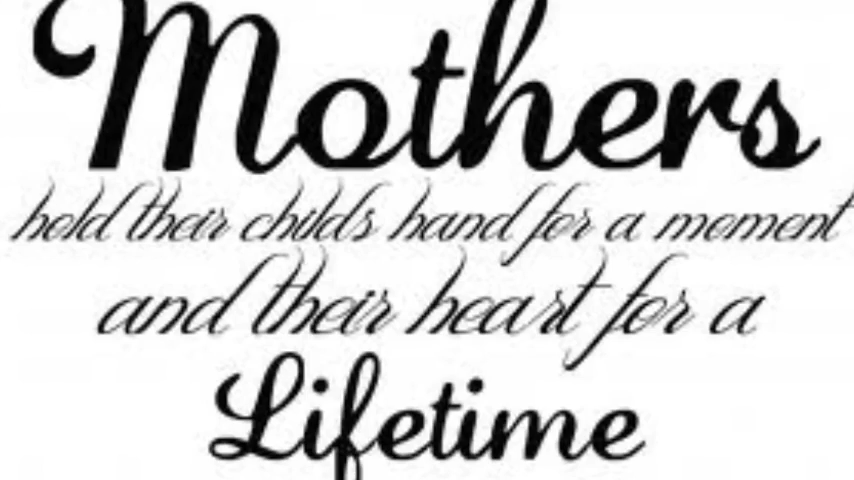 Mothers
hold their childs hand for a moment
and their heart for a
Lifetime